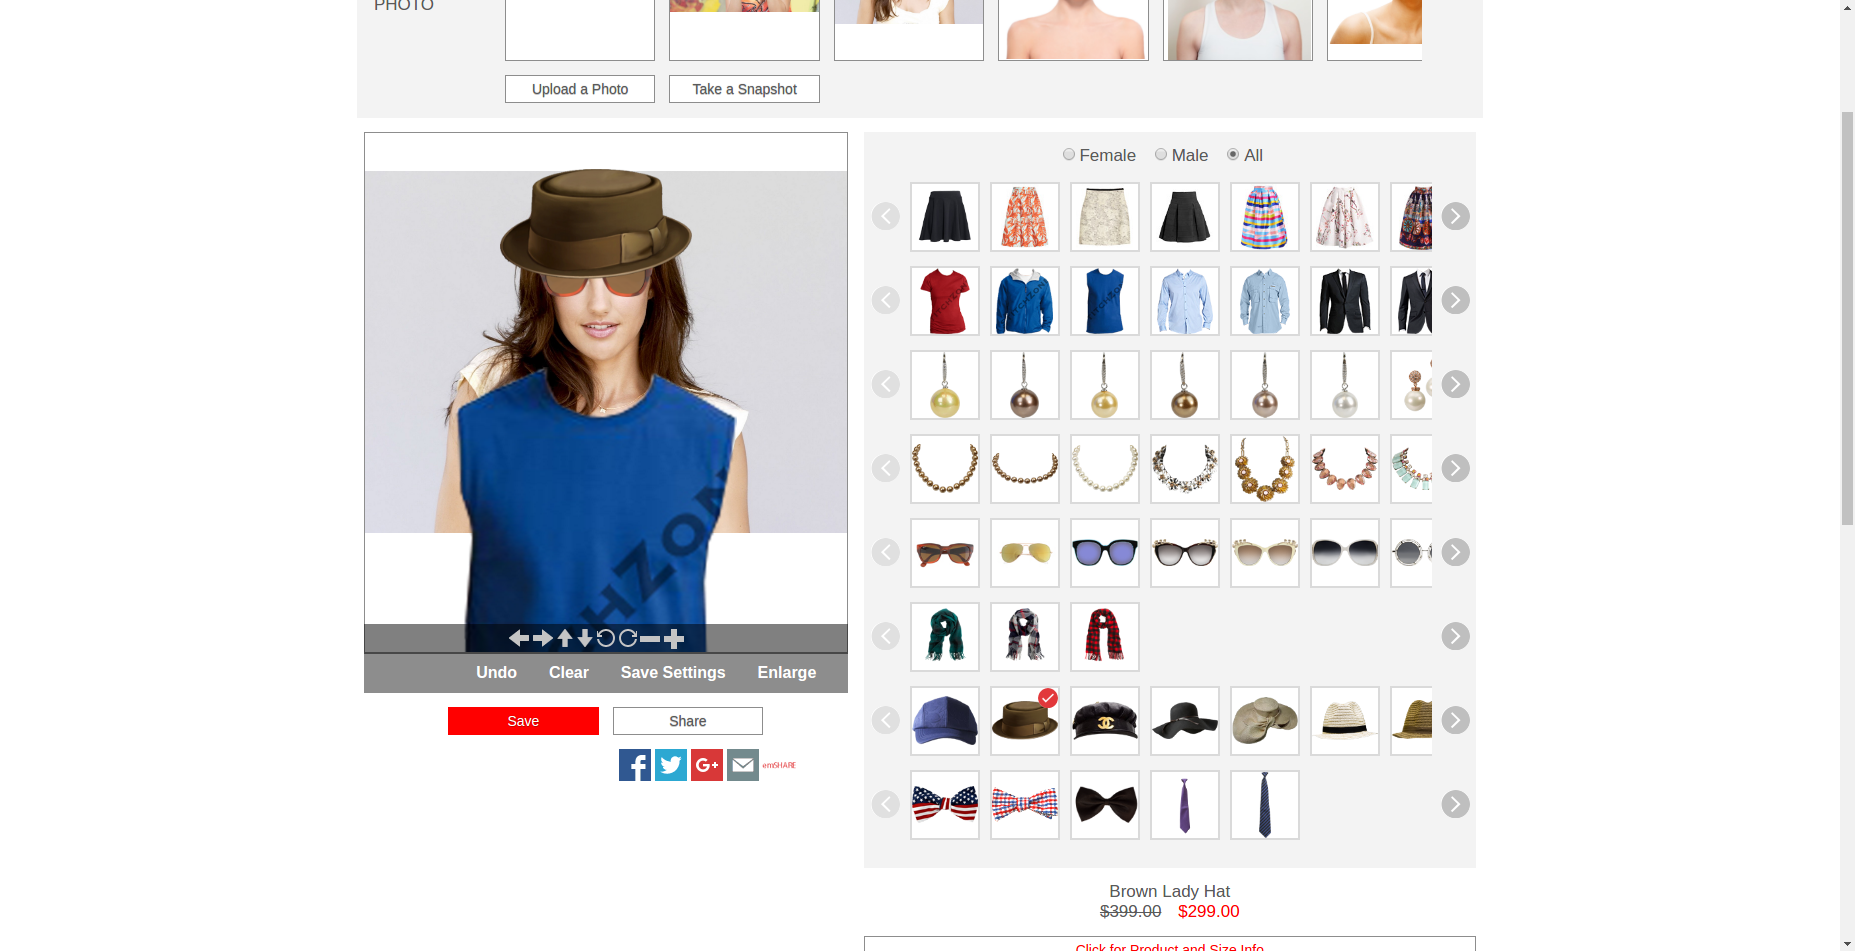 PHOTO
Upload a Photo
Take a Snapshot
Female
Male
All
HZON
Undo
Clear
Save Settings
Enlarge
Save
Share
emSHARE
Brown Lady Hat
$399.00 $299.00
Click for Product and Size Info